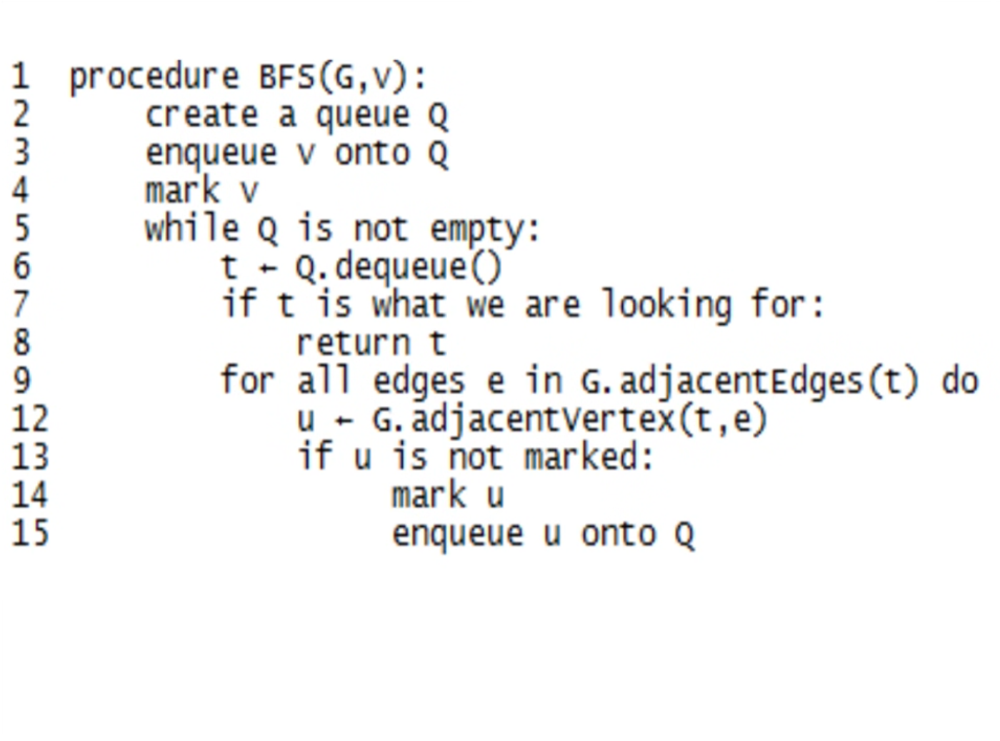 1 procedure BFS(G,v):
2 create a queue Q
3 enqueue v onto Q
4 mark v
5 while Q is not empty:
6 t ← Q.dequeue()
7 if t is what we are looking for:
8 return t
9 for all edges e in G.adjacentEdges(t) do
12 u ← G.adjacentVertex(t,e)
13 if u is not marked:
14 mark u
15 enqueue u onto Q